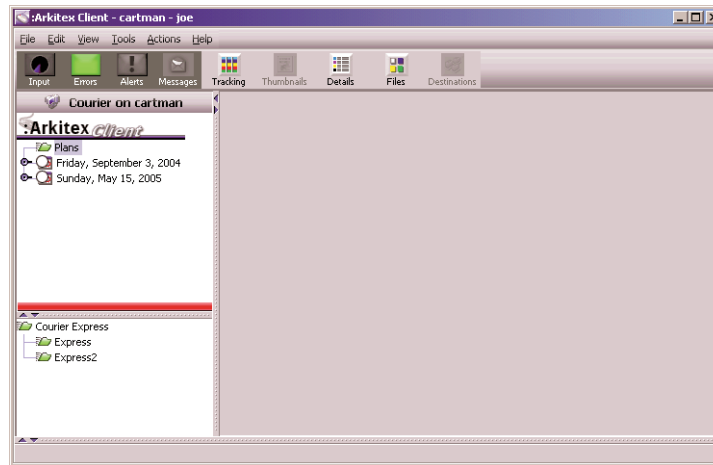 :Arkitex Client - cartman - joe
File Edit View Tools Actions Help
Input Errors Alerts Messages Tracking Thumbnails Details Files Destinations
Courier on cartman
:Arkitex Client
Plans
Friday, September 3, 2004
Sunday, May 15, 2005
Courier Express
Express
Express2